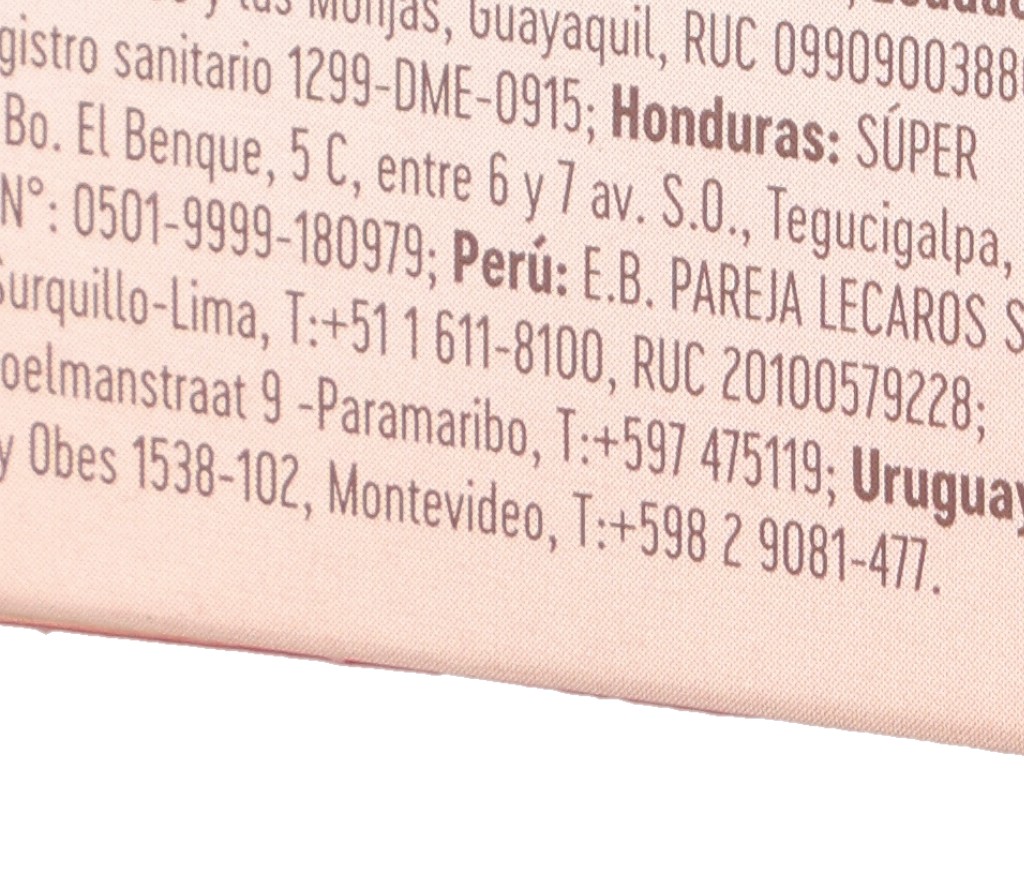 y las Monjas, Guayaquil, RUC 099090038800
gistro sanitario 1299-DME-0915; Honduras: SÚPER
Bo. El Benque, 5 C, entre 6 y 7 av. S.O., Tegucigalpa,
N°: 0501-9999-180979; Perú: E.B. PAREJA LECAROS S
Surquillo-Lima, T:+51 1 611-8100, RUC 20100579228;
oelmanstraat 9 -Paramaribo, T:+597 475119; Uruguay
y Obes 1538-102, Montevideo, T:+598 2 9081-477.